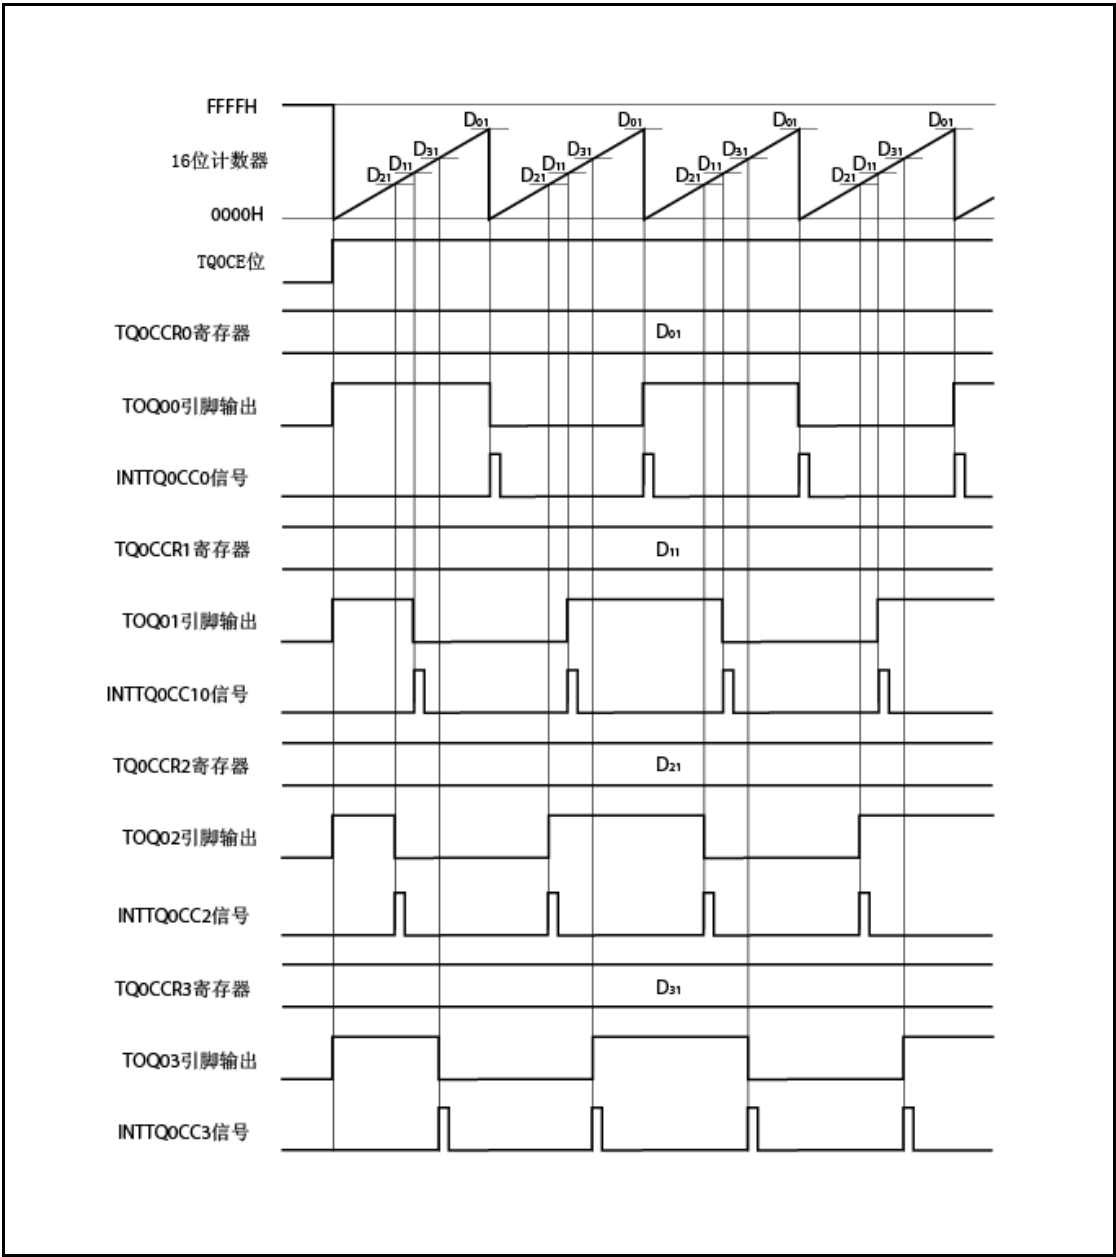 FFFFH
D01 D01 D01 D01
16位计数器
D31 D31 D31 D31
D11 D11 D11 D11
D21 D21 D21 D21
0000H
TQ0CE位
TQ0CCR0寄存器
D01
TOQ00引脚输出
INTTQ0CC0信号
TQ0CCR1寄存器
D11
TOQ01引脚输出
INTTQ0CC10信号
TQ0CCR2寄存器
D21
TOQ02引脚输出
INTTQ0CC2信号
TQ0CCR3寄存器
D31
TOQ03引脚输出
INTTQ0CC3信号